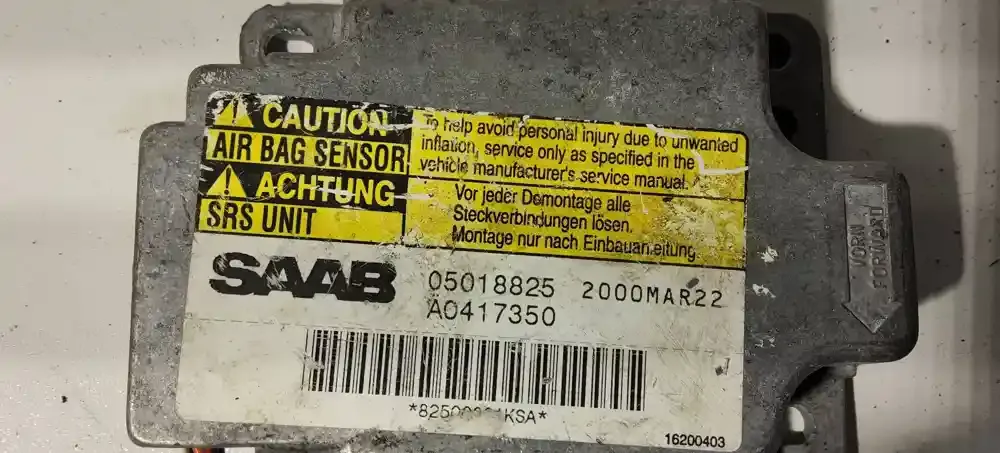 CAUTION
AIR BAG SENSOR
To help avoid personal injury due to unwanted
inflation, service only as specified in the
vehicle manufacturer's service manual.
ACHTUNG
SRS UNIT
Vor jeder Demontage alle
Steckverbindungen lösen.
Montage nur nach Einbauanleitung.
SAAB
05018825 2000MAR22
A0417350
16200403
VORN
FORWARD